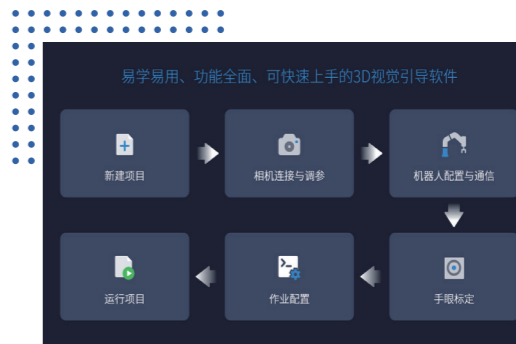 易学易用、功能全面、可快速上手的3D视觉引导软件
新建项目
相机连接与调参
机器人配置与通信
运行项目
作业配置
手眼标定